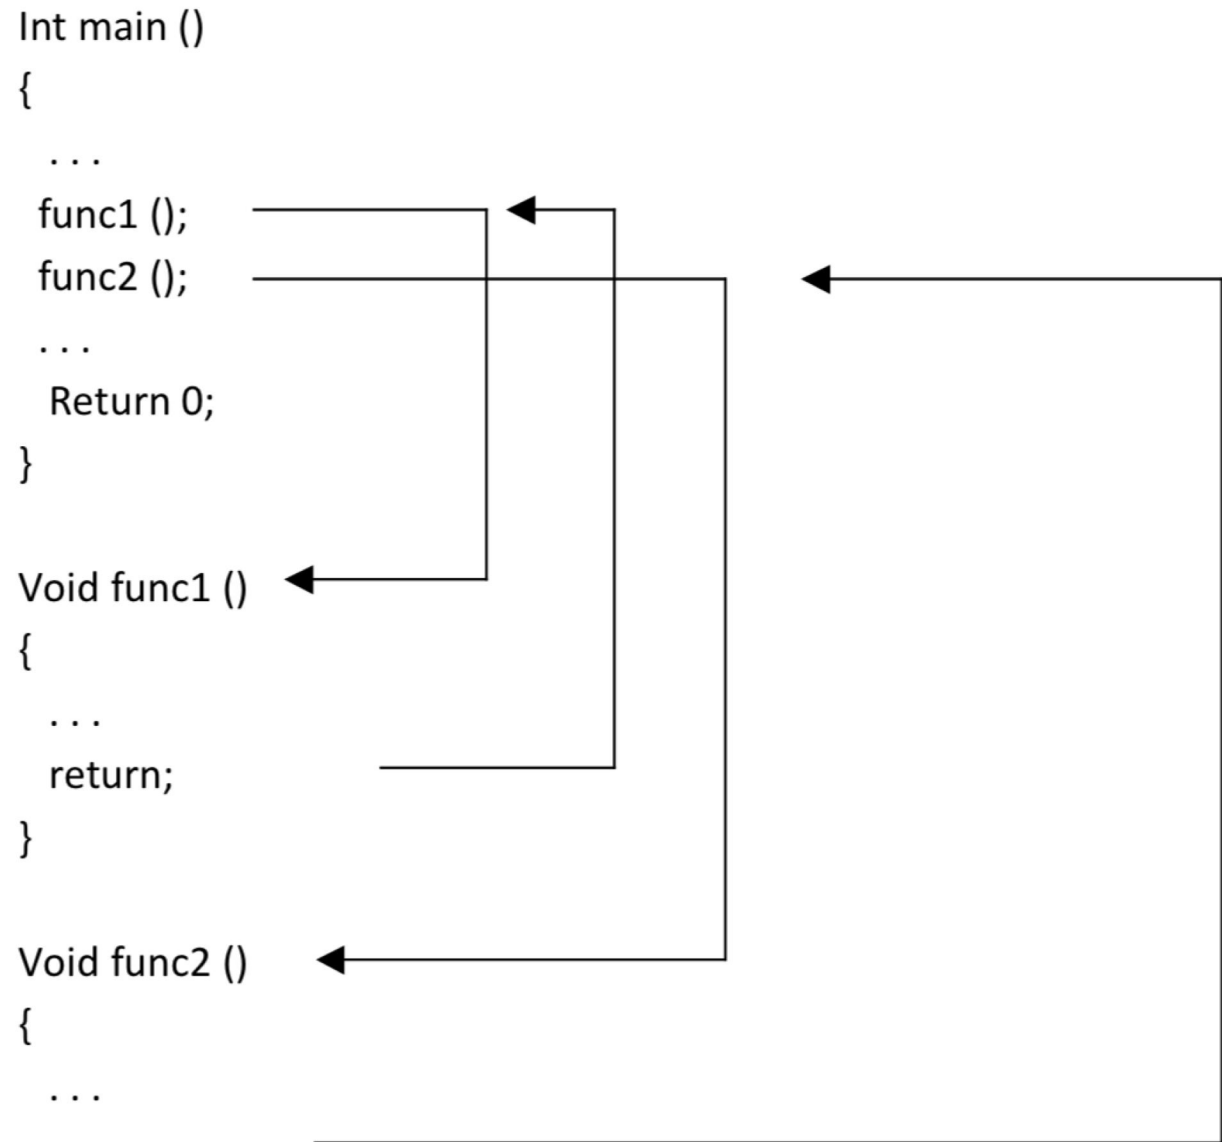 Int main ()
{
. . .
func1 ();
func2 ();
. . .
Return 0;
}
Void func1 ()
{
. . .
return;
}
Void func2 ()
{
. . .